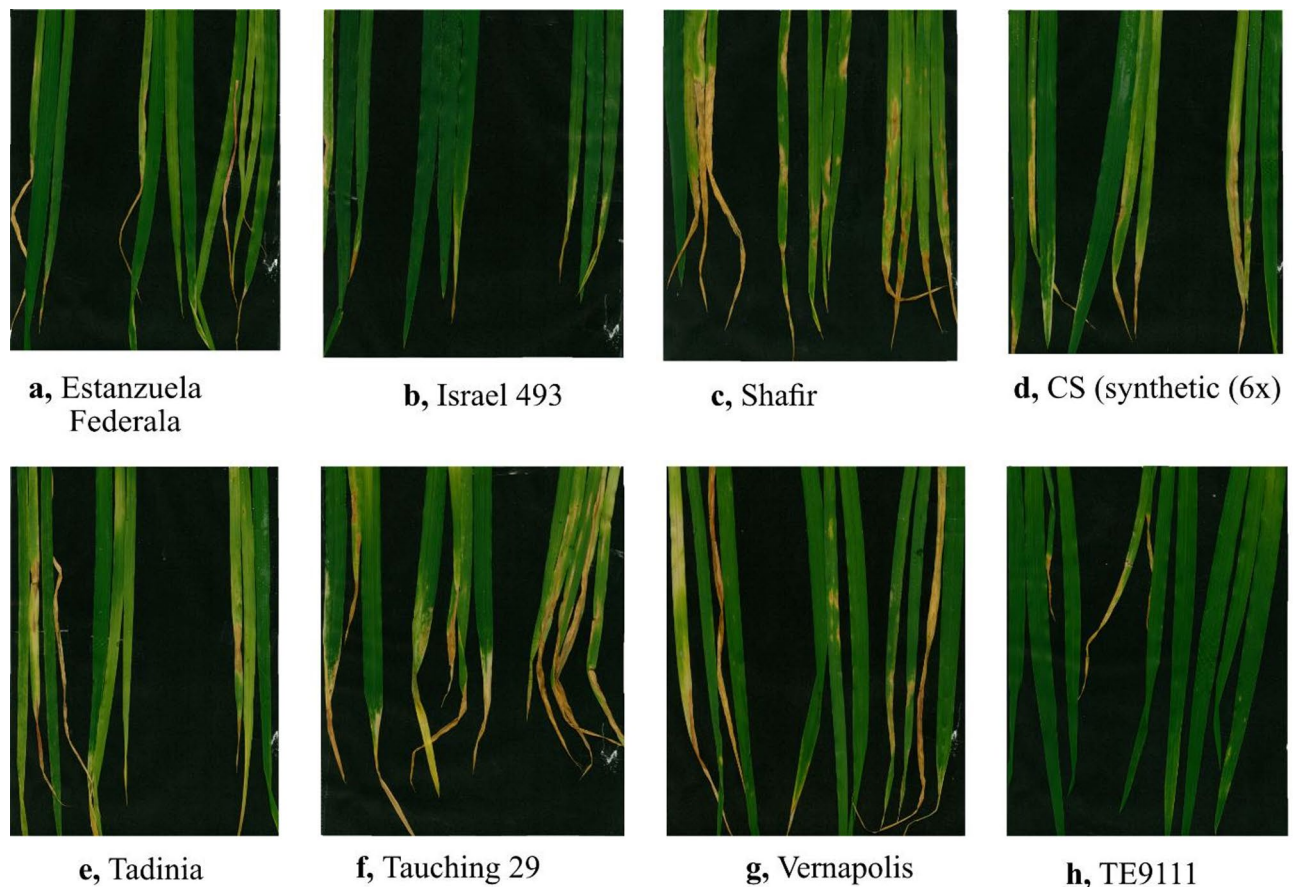 a, Estanzuela
Federala
b, Israel 493
c, Shafir
d, CS (synthetic (6x)
e, Tadinia
f, Tauching 29
g, Vernapolis
h, TE9111